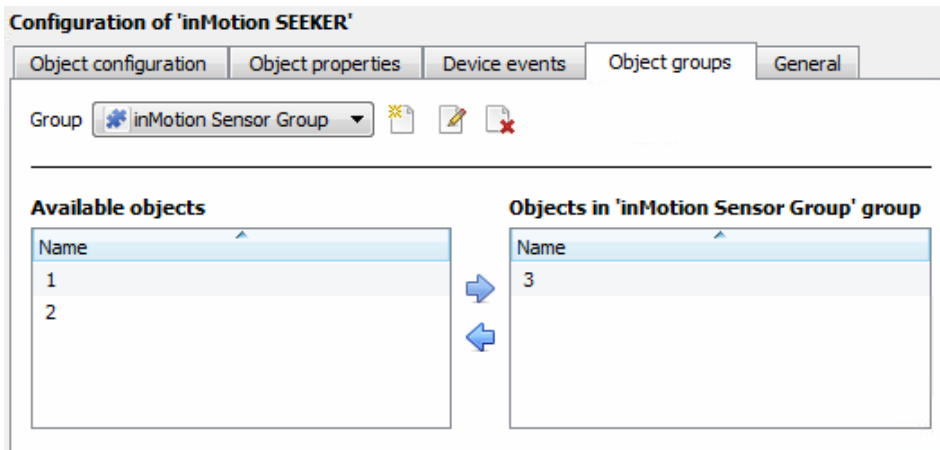 Configuration of 'inMotion SEEKER'
Object configuration Object properties Device events Object groups General
Group inMotion Sensor Group
Available objects Objects in 'inMotion Sensor Group' group
Name Name
1 3
2